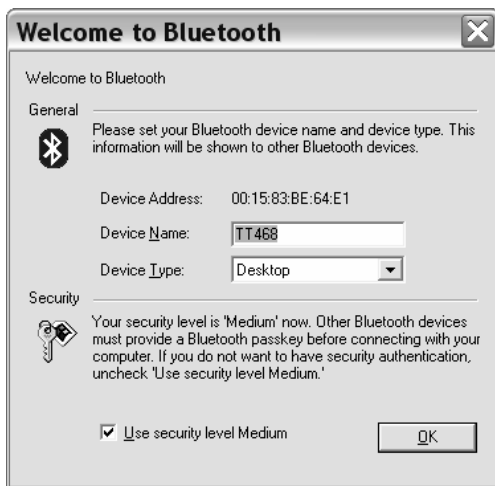 Welcome to Bluetooth
Welcome to Bluetooth
General
Please set your Bluetooth device name and device type. This
information will be shown to other Bluetooth devices.
Device Address: 00:15:83:BE:64:E1
Device Name: TT468
Device Type: Desktop
Security
Your security level is 'Medium' now. Other Bluetooth devices
must provide a Bluetooth passkey before connecting with your
computer. If you do not want to have security authentication,
uncheck 'Use security level Medium.'
Use security level Medium OK